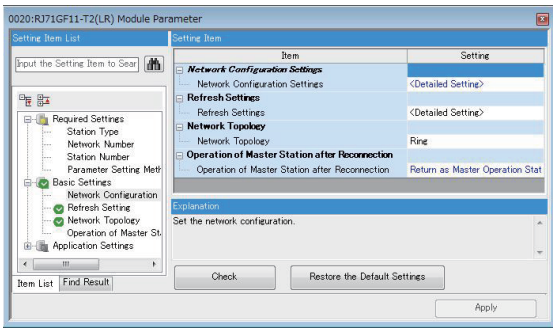 0020:RJ71GF11-T2(LR) Module Parameter
Setting Item List
Setting Item
Input the Setting Item to Sear
Required Settings
Station Type
Network Number
Station Number
Parameter Setting Meth
Basic Settings
Network Configuration
Refresh Setting
Network Topology
Operation of Master St
Application Settings
Item List
Find Result
Item
Setting
Network Configuration Settings
Network Configuration Settings
<Detailed Setting>
Refresh Settings
Refresh Settings
<Detailed Setting>
Network Topology
Network Topology
Ring
Operation of Master Station after Reconnection
Operation of Master Station after Reconnection
Return as Master Operation Stat
Explanation
Set the network configuration.
Check
Restore the Default Settings
Apply